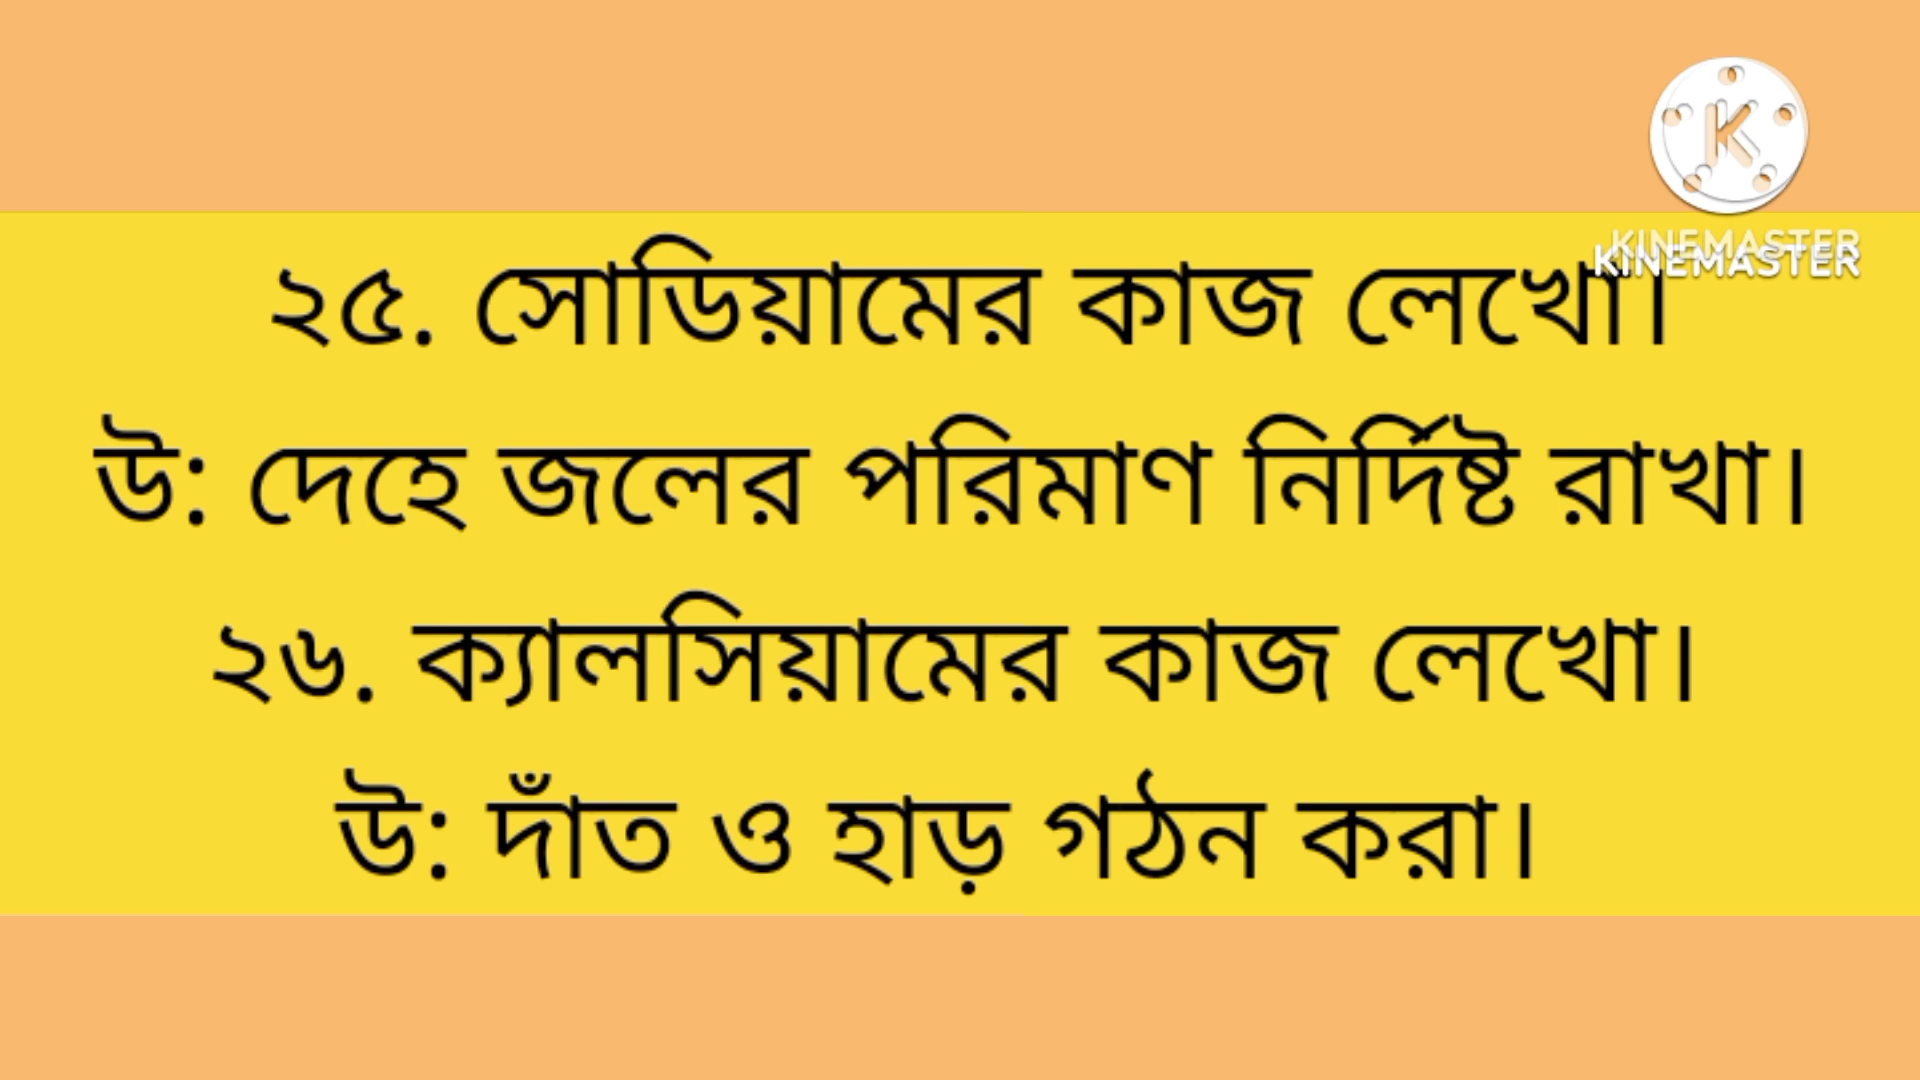 KINEMASTER
KINEMASTER
২৫. সোডিয়ামের কাজ লেখো।
উ: দেহে জলের পরিমাণ নির্দিষ্ট রাখা।
২৬. ক্যালসিয়ামের কাজ লেখো।
উ: দাঁত ও হাড় গঠন করা।